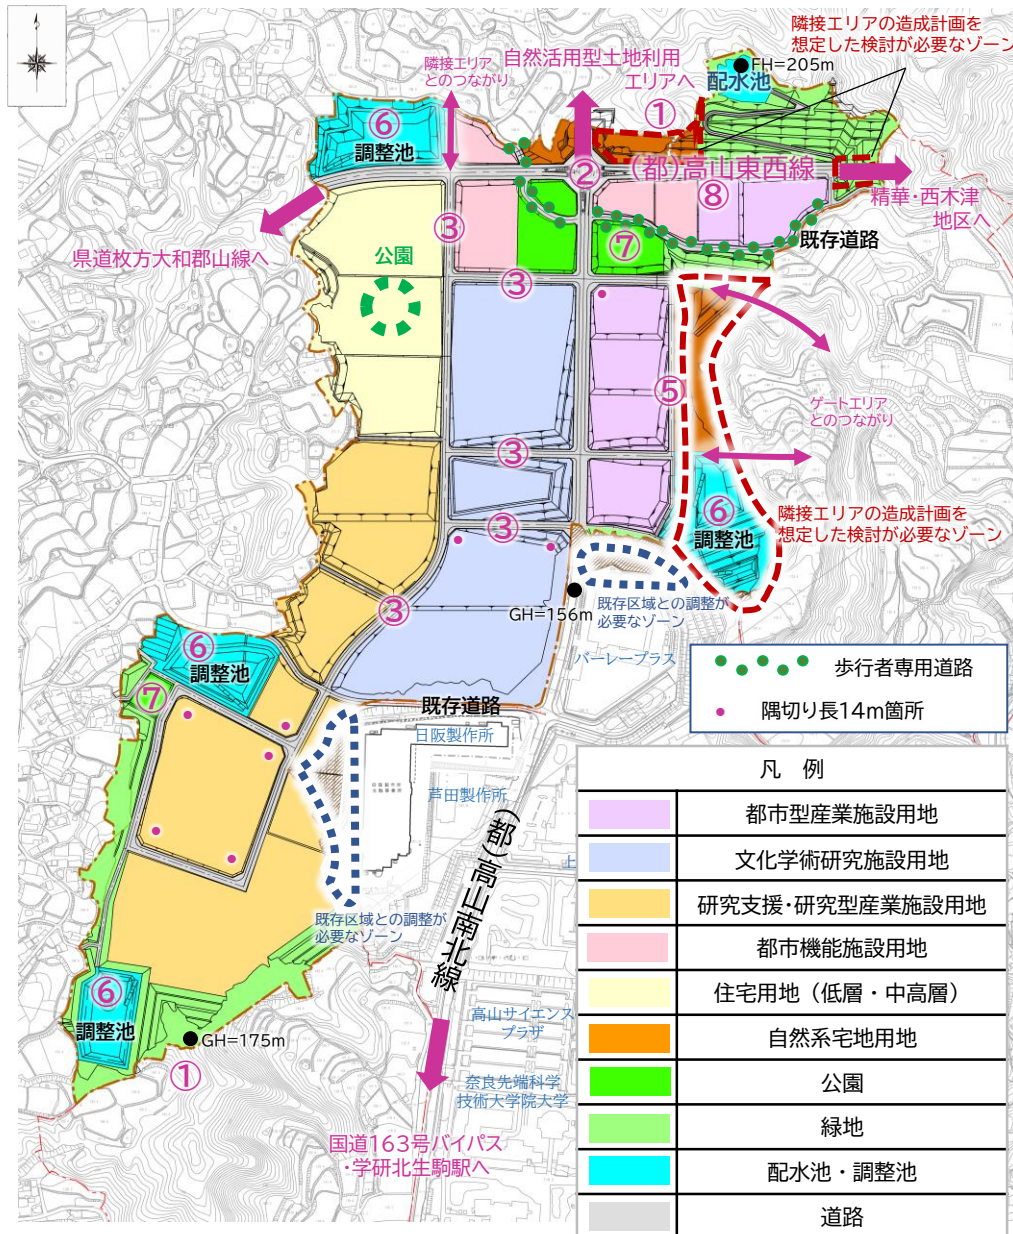 隣接エリアの造成計画を
想定した検討が必要なゾーン
FH=205m
配水池
自然活用型土地利用
エリアへ
隣接エリア
とのつながり
①
⑥
調整池
②
(都)高山東西線
⑧
精華・西木津
地区へ
既存道路
③
⑦
県道枚方大和郡山線へ
公園
③
⑤
ゲートエリア
とのつながり
③
⑥
調整池
隣接エリアの造成計画を
想定した検討が必要なゾーン
③
既存区域との調整が
必要なゾーン
GH=156m
③
バーレープラス
⑥
調整池
⑦
既存道路
日阪製作所
芦田製作所
(都)高山南北線
既存区域との調整が
必要なゾーン
⑥
調整池
GH=175m
①
高山サイエンス
プラザ
奈良先端科学
技術大学院大学
国道163号バイパス
・学研北生駒駅へ
歩行者専用道路
隅切り長14m箇所
凡 例
都市型産業施設用地
文化学術研究施設用地
研究支援・研究型産業施設用地
都市機能施設用地
住宅用地（低層・中高層）
自然系宅地用地
公園
緑地
配水池・調整池
道路